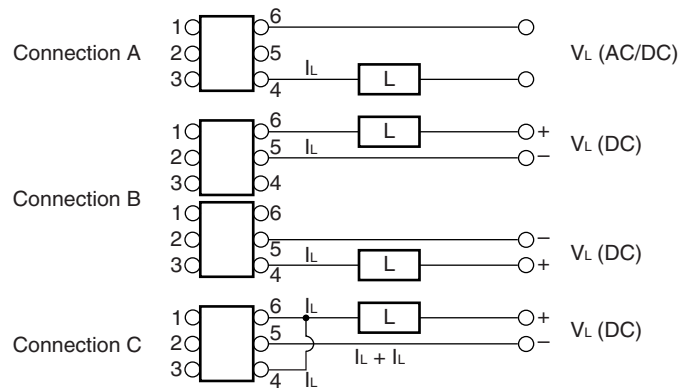 1 6
Connection A 2 5 VL (AC/DC)
3 4 IL L
1 6 L +
2 5 IL − VL (DC)
3 4
Connection B
1 6
2 5 −
3 4 IL L + VL (DC)
1 6 IL L +
Connection C 2 5 − VL (DC)
IL + IL
3 4 IL